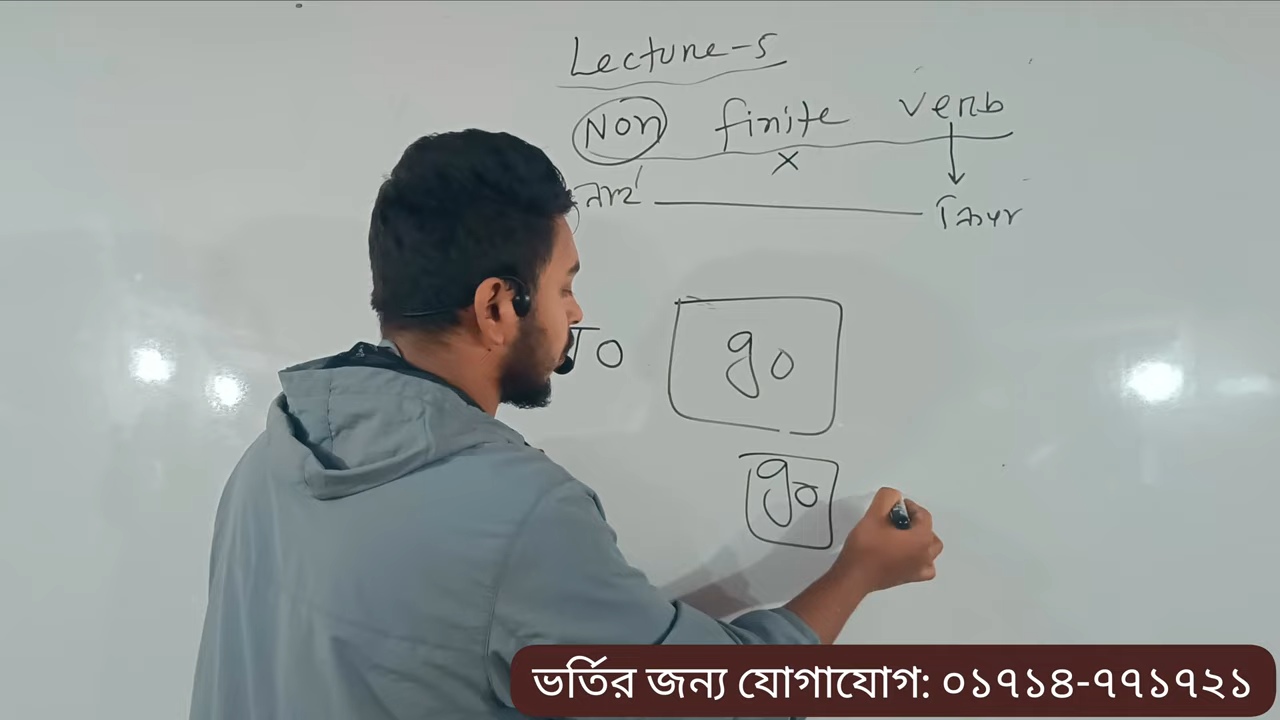 Lecture-5
Non finite verb
×
নাই ক্রিয়া
To go
go
ভর্তির জন্য যোগাযোগ: ০১৭১৪-৭৭১৭২১